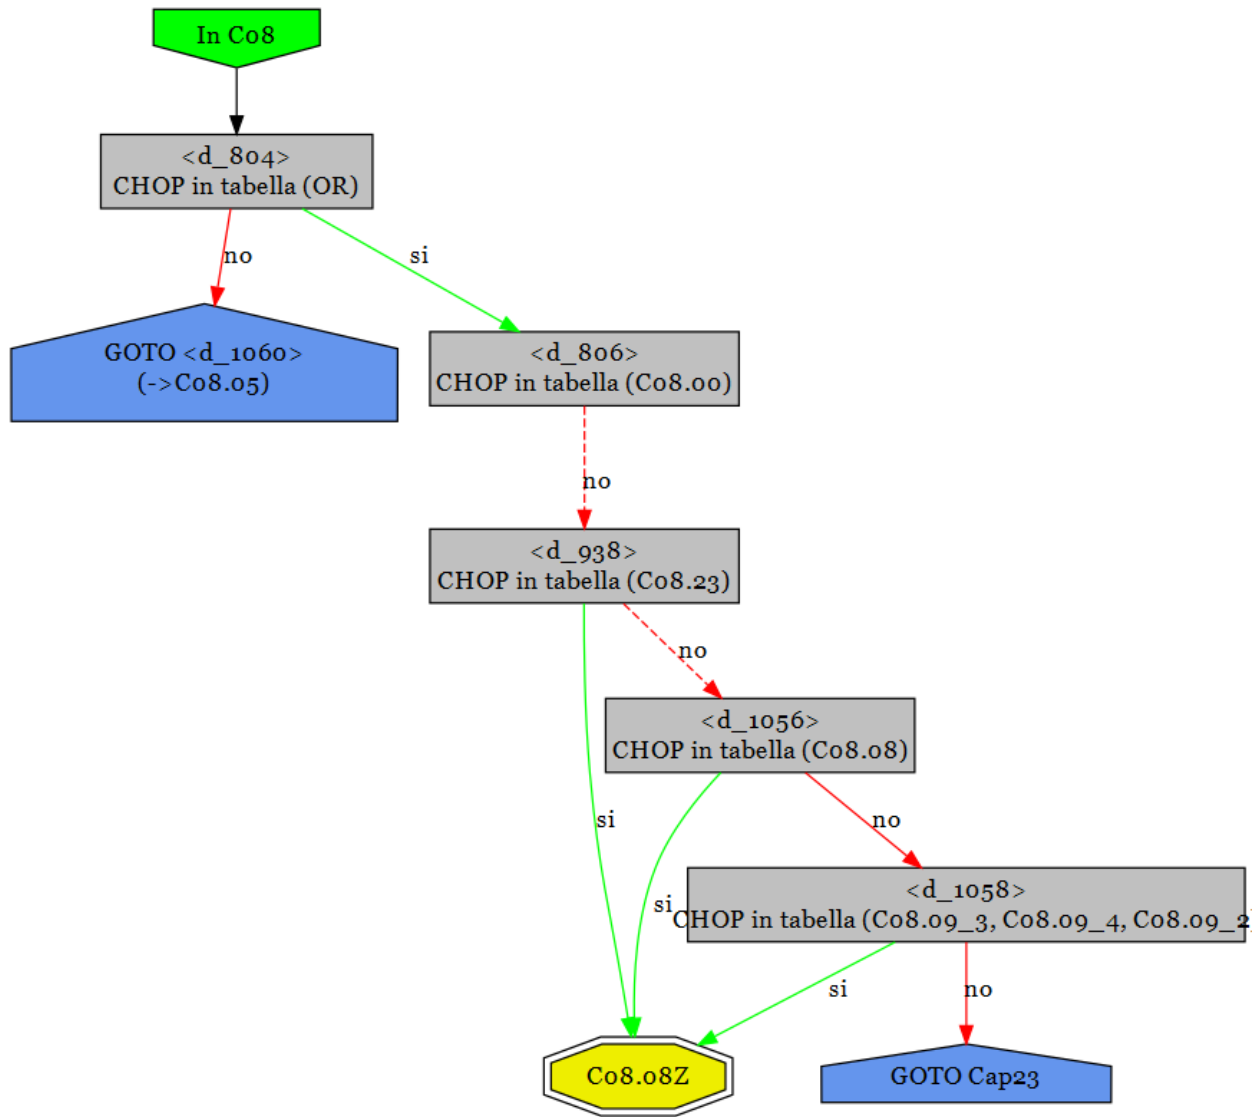 In C08
<d_804>
CHOP in tabella (OR)
no
si
GOTO <d_1060>
(->C08.05)
<d_806>
CHOP in tabella (C08.00)
no
<d_938>
CHOP in tabella (C08.23)
no
<d_1056>
CHOP in tabella (C08.08)
si
no
<d_1058>
CHOP in tabella (C08.09_3, C08.09_4, C08.09_2)
si
si
no
C08.08Z
GOTO Cap23